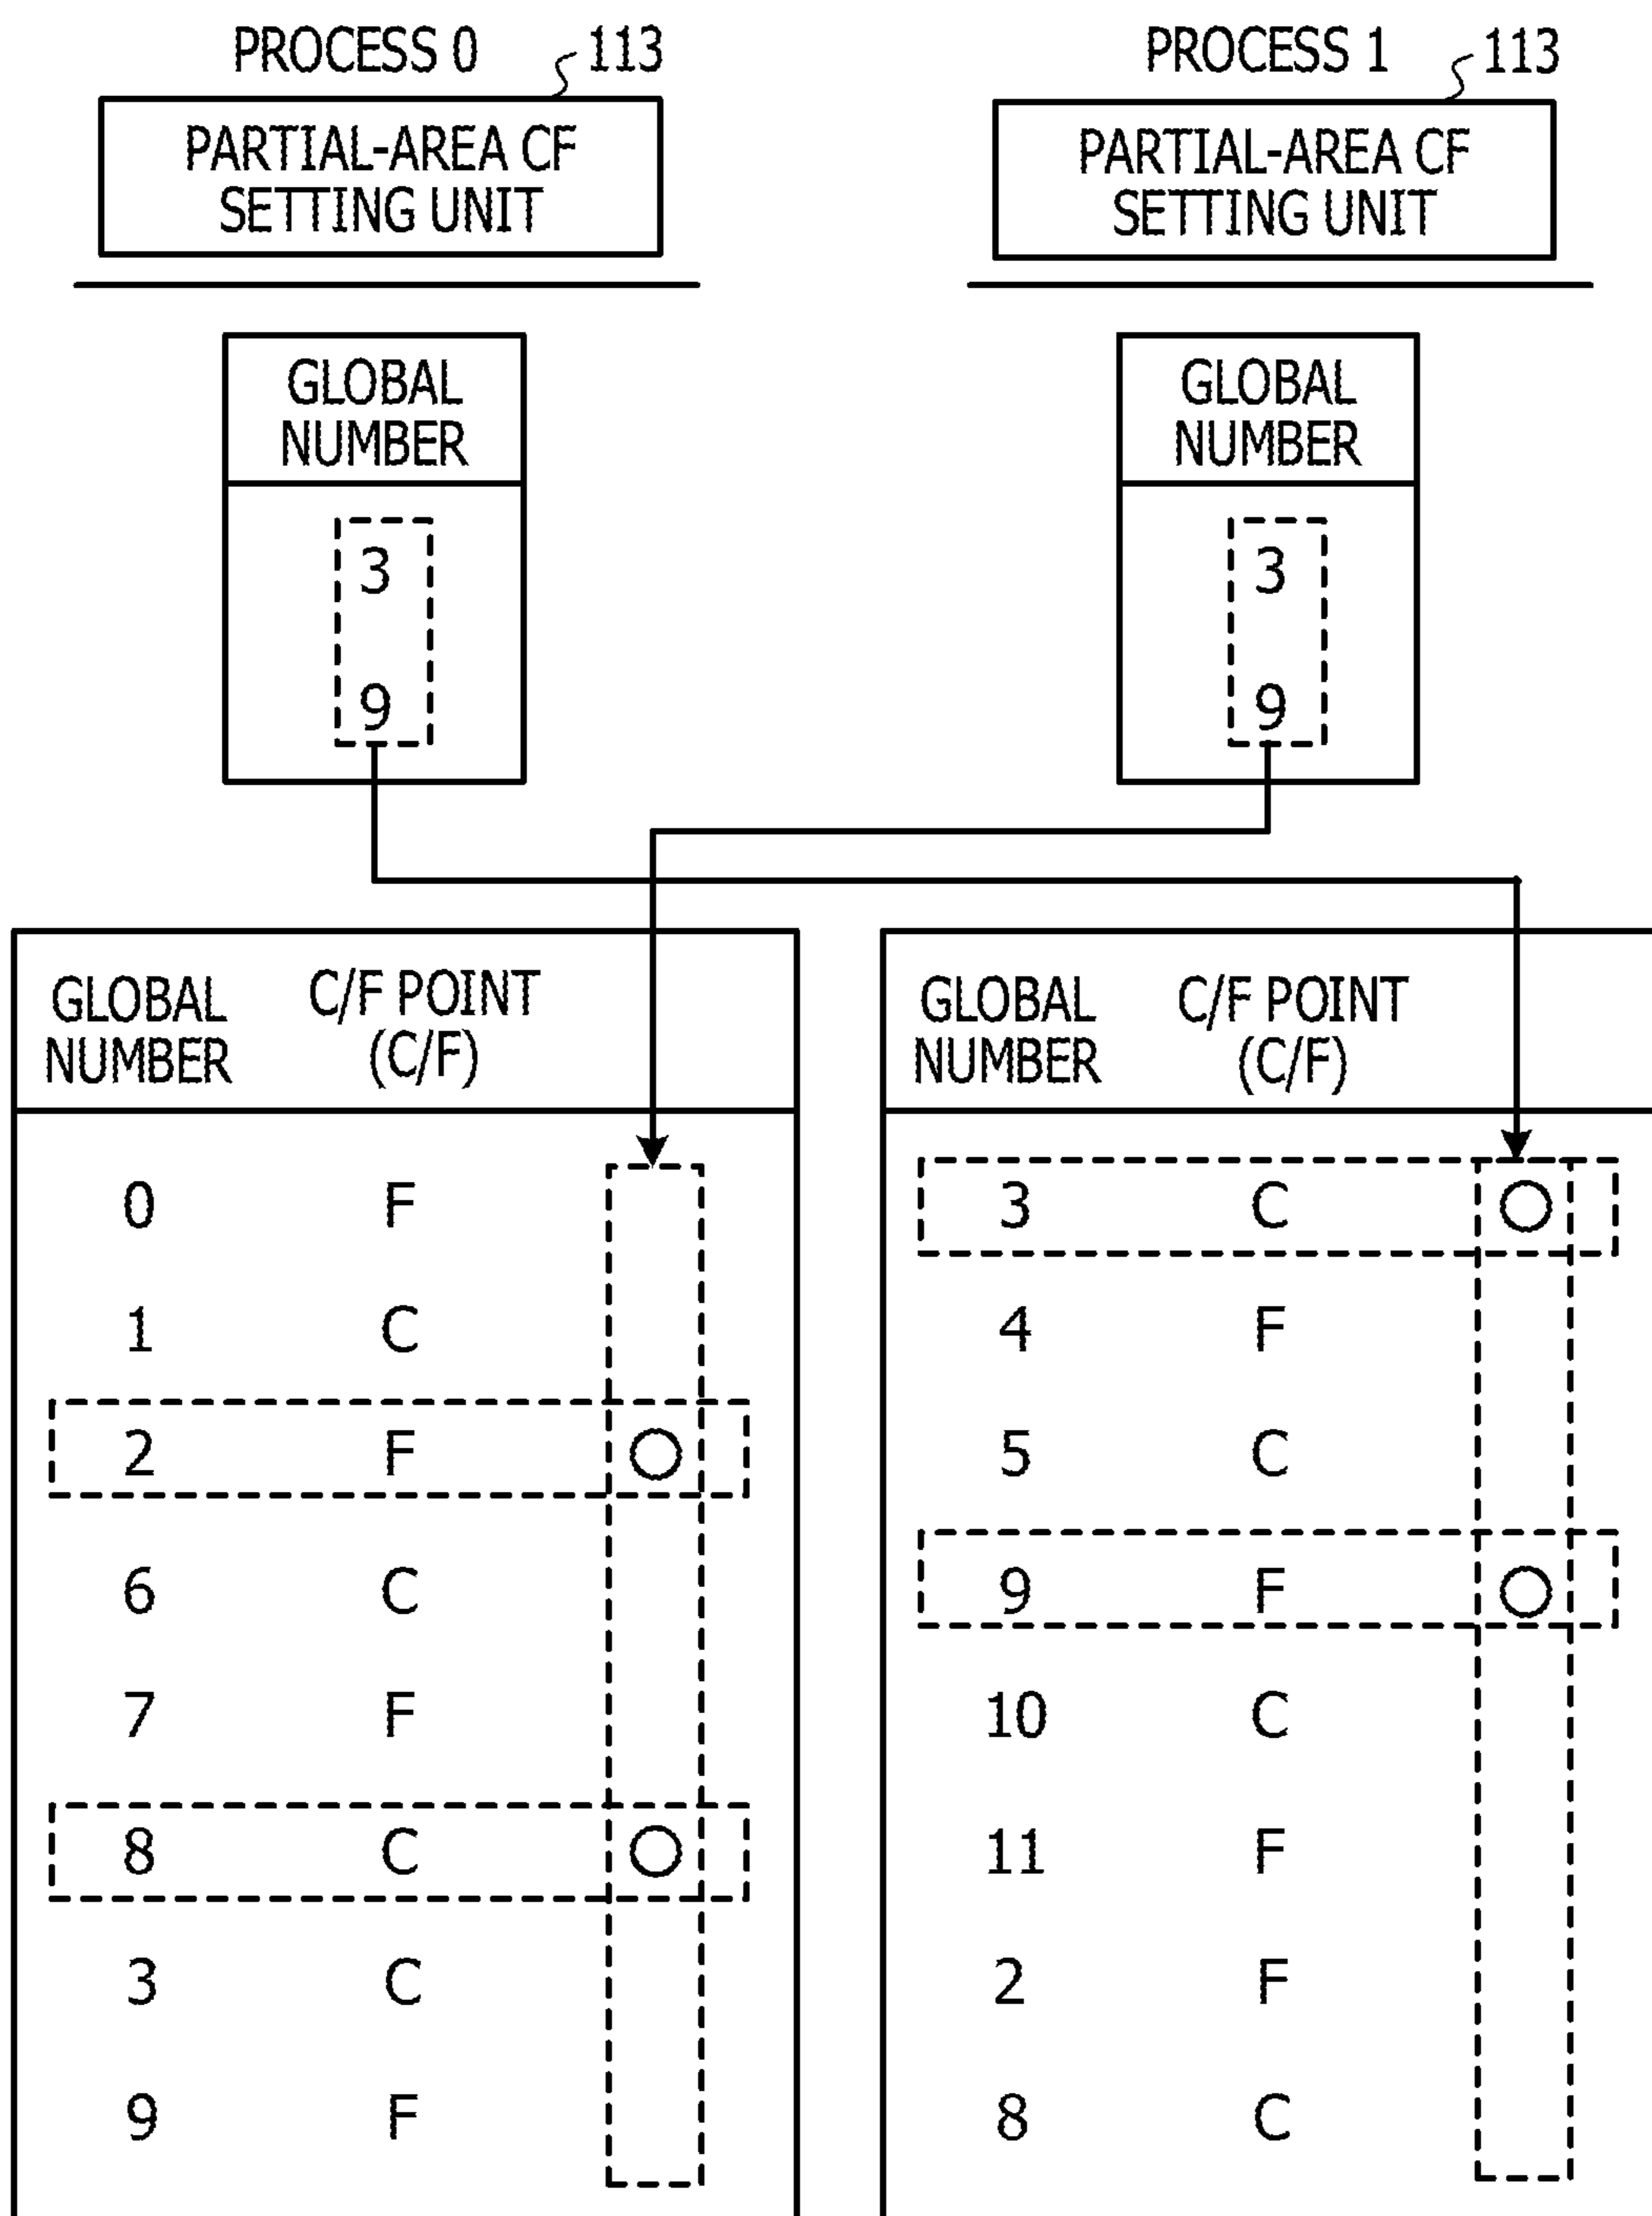 PROCESS 0
113
PARTIAL-AREA CF
SETTING UNIT
GLOBAL
NUMBER
3
9
PROCESS 1
113
PARTIAL-AREA CF
SETTING UNIT
GLOBAL
NUMBER
3
9
GLOBAL NUMBER C/F POINT (C/F)
0 F
1 C
2 F
6 C
7 F
8 C
3 C
9 F
GLOBAL NUMBER C/F POINT (C/F)
3 C
4 F
5 C
9 F
10 C
11 F
2 F
8 C